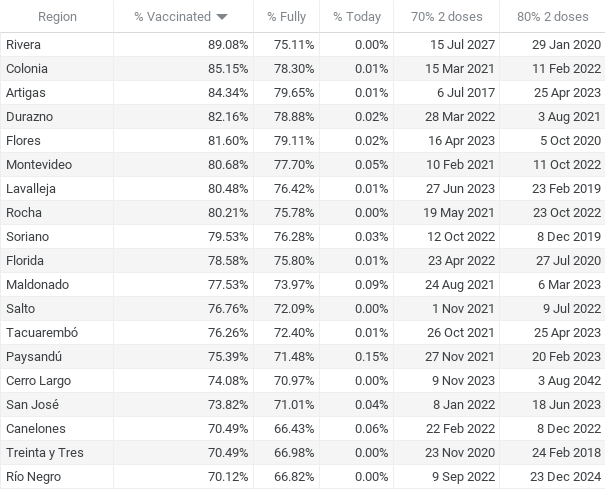 Region % Vaccinated % Fully % Today 70% 2 doses 80% 2 doses
Rivera 89.08% 75.11% 0.00% 15 Jul 2027 29 Jan 2020
Colonia 85.15% 78.30% 0.01% 15 Mar 2021 11 Feb 2022
Artigas 84.34% 79.65% 0.01% 6 Jul 2017 25 Apr 2023
Durazno 82.16% 78.88% 0.02% 28 Mar 2022 3 Aug 2021
Flores 81.60% 79.11% 0.02% 16 Apr 2023 5 Oct 2020
Montevideo 80.68% 77.70% 0.05% 10 Feb 2021 11 Oct 2022
Lavalleja 80.48% 76.42% 0.01% 27 Jun 2023 23 Feb 2019
Rocha 80.21% 75.78% 0.00% 19 May 2021 23 Oct 2022
Soriano 79.53% 76.28% 0.03% 12 Oct 2022 8 Dec 2019
Florida 78.58% 75.80% 0.01% 23 Apr 2022 27 Jul 2020
Maldonado 77.53% 73.97% 0.09% 24 Aug 2021 6 Mar 2023
Salto 76.76% 72.09% 0.00% 1 Nov 2021 9 Jul 2022
Tacuarembó 76.26% 72.40% 0.01% 26 Oct 2021 25 Apr 2023
Paysandú 75.39% 71.48% 0.15% 27 Nov 2021 20 Feb 2023
Cerro Largo 74.08% 70.97% 0.00% 9 Nov 2023 3 Aug 2042
San José 73.82% 71.01% 0.04% 8 Jan 2022 18 Jun 2023
Canelones 70.49% 66.43% 0.06% 22 Feb 2022 8 Dec 2022
Treinta y Tres 70.49% 66.98% 0.00% 23 Nov 2020 24 Feb 2018
Río Negro 70.12% 66.82% 0.00% 9 Sep 2022 23 Dec 2024